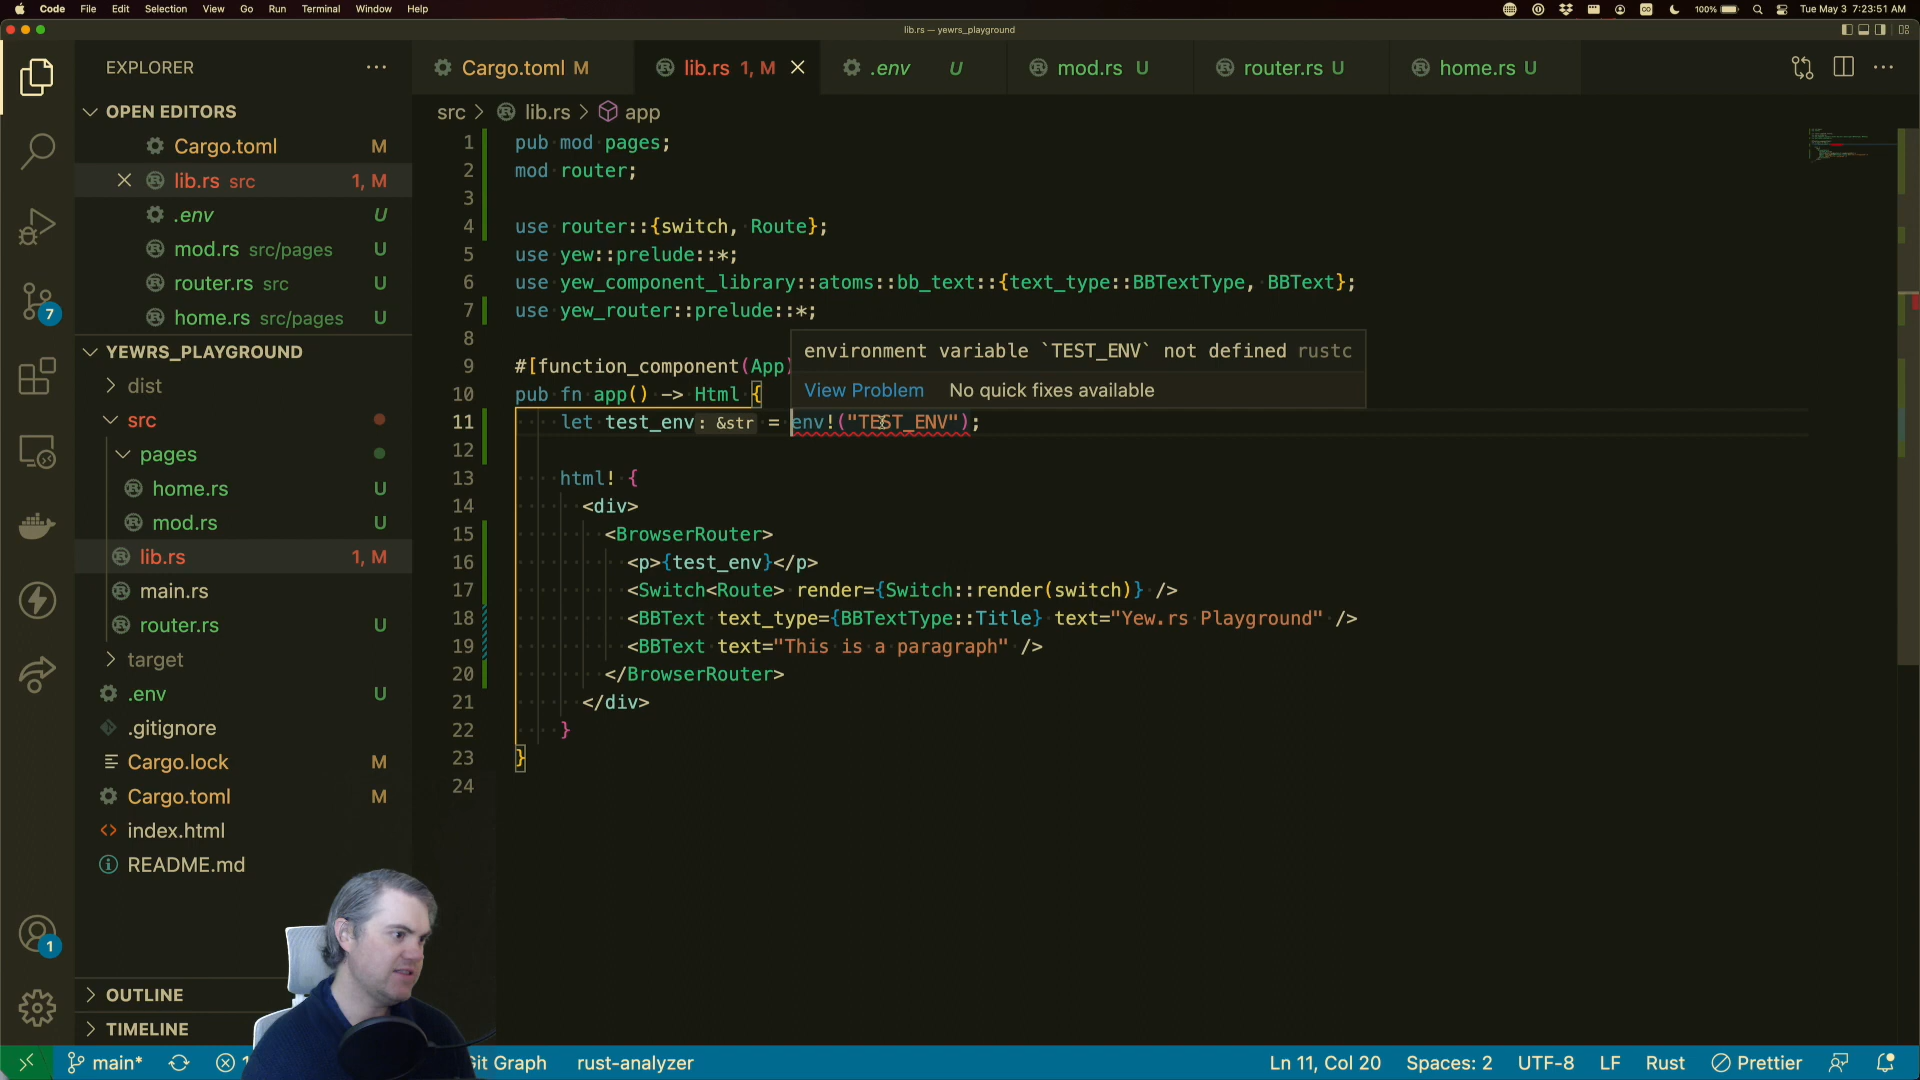 Code File Edit Selection View Go Run Terminal Window Help
100% Tue May 3 7:23:51 AM
lib.rs — yewrs_playground
EXPLORER
Cargo.toml M
lib.rs 1, M
.env U
mod.rs U
router.rs U
home.rs U
OPEN EDITORS
Cargo.toml M
lib.rs src 1, M
.env U
mod.rs src/pages U
router.rs src U
home.rs src/pages U
YEWRS_PLAYGROUND
dist
src
pages
home.rs U
mod.rs U
lib.rs 1, M
main.rs
router.rs U
target
.env U
.gitignore
Cargo.lock M
Cargo.toml M
index.html
README.md
OUTLINE
TIMELINE
7
1
src > lib.rs > app
1 pub mod pages;
2 mod router;
3
4 use router::{switch, Route};
5 use yew::prelude::*;
6 use yew_component_library::atoms::bb_text::{text_type::BBTextType, BBText};
7 use yew_router::prelude::*;
8
environment variable `TEST_ENV` not defined rustc
View Problem No quick fixes available
9 #[function_component(App)
10 pub fn app() -> Html {
11 let test_env: &str = env!("TEST_ENV");
12
13 html! {
14 <div>
15 <BrowserRouter>
16 <p>{test_env}</p>
17 <Switch<Route> render={Switch::render(switch)} />
18 <BBText text_type={BBTextType::Title} text="Yew.rs Playground" />
19 <BBText text="This is a paragraph" />
20 </BrowserRouter>
21 </div>
22 }
23 }
24
main* Git Graph rust-analyzer Ln 11, Col 20 Spaces: 2 UTF-8 LF Rust Prettier